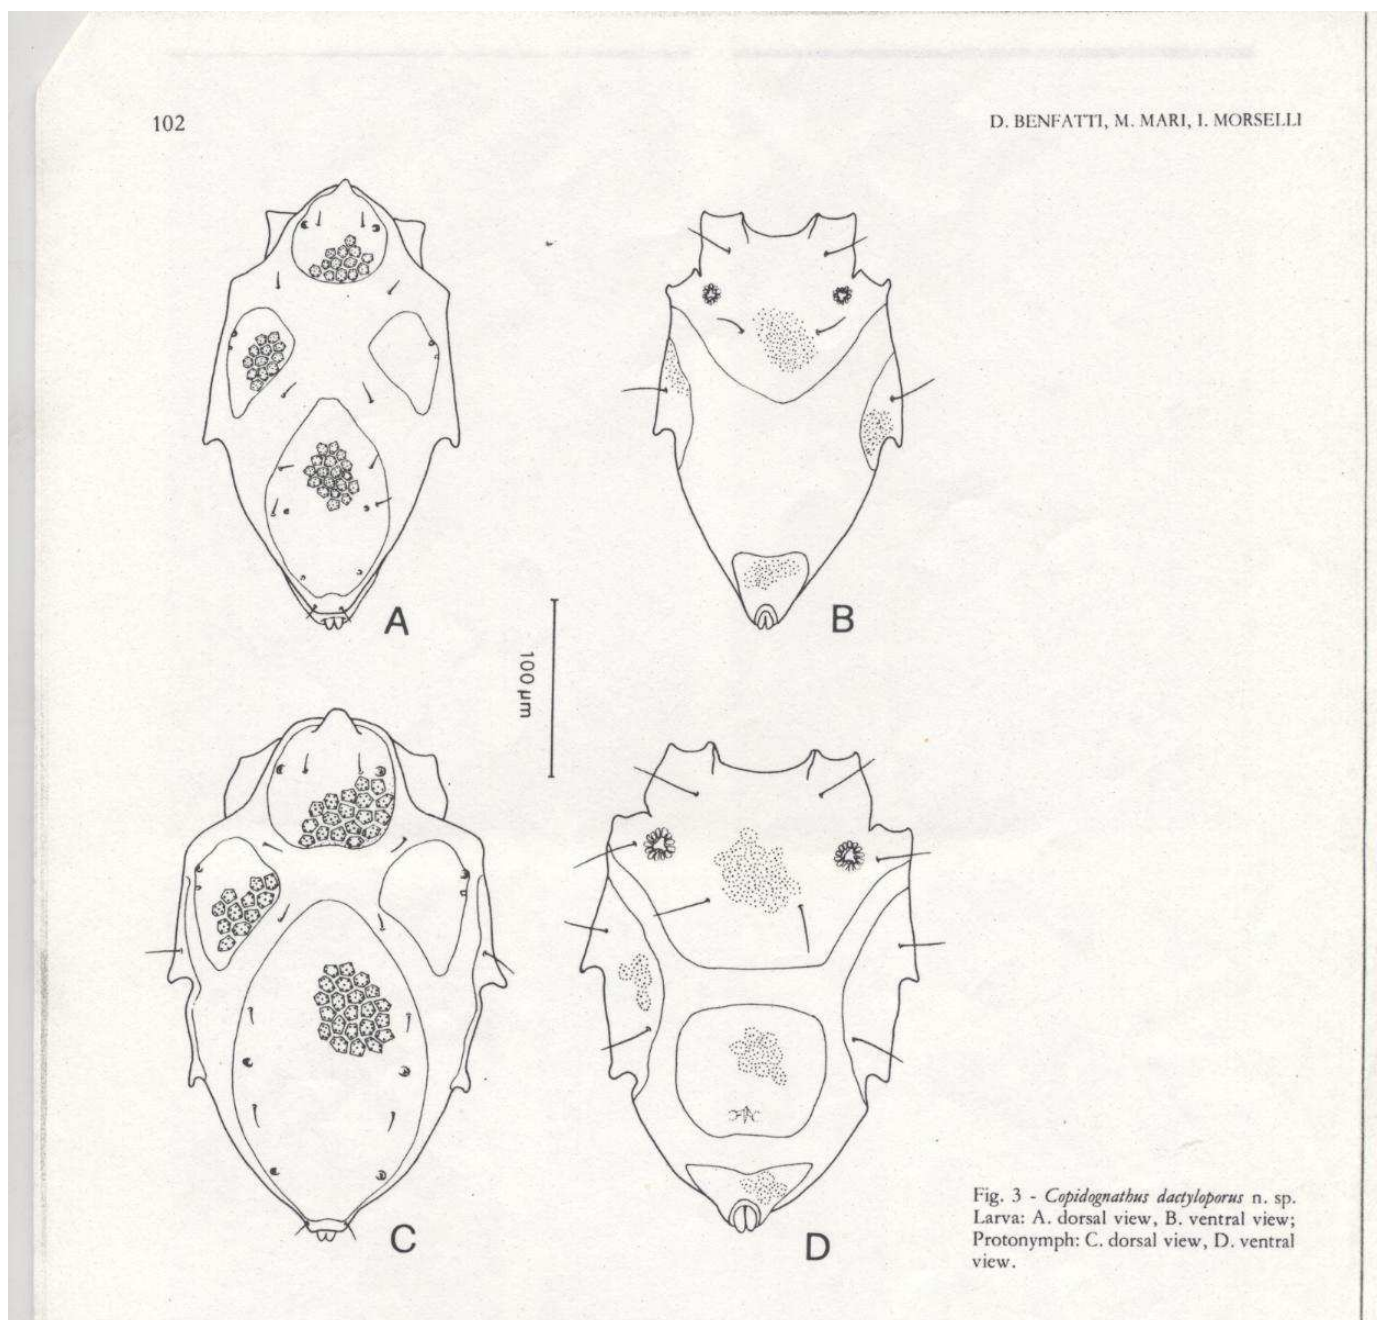 102
D. BENFATTI, M. MARI, I. MORSELLI
A
B
100 µm
C
D
Fig. 3 - Copidognathus dactyloporus n. sp.
Larva: A. dorsal view, B. ventral view;
Protonymph: C. dorsal view, D. ventral
view.